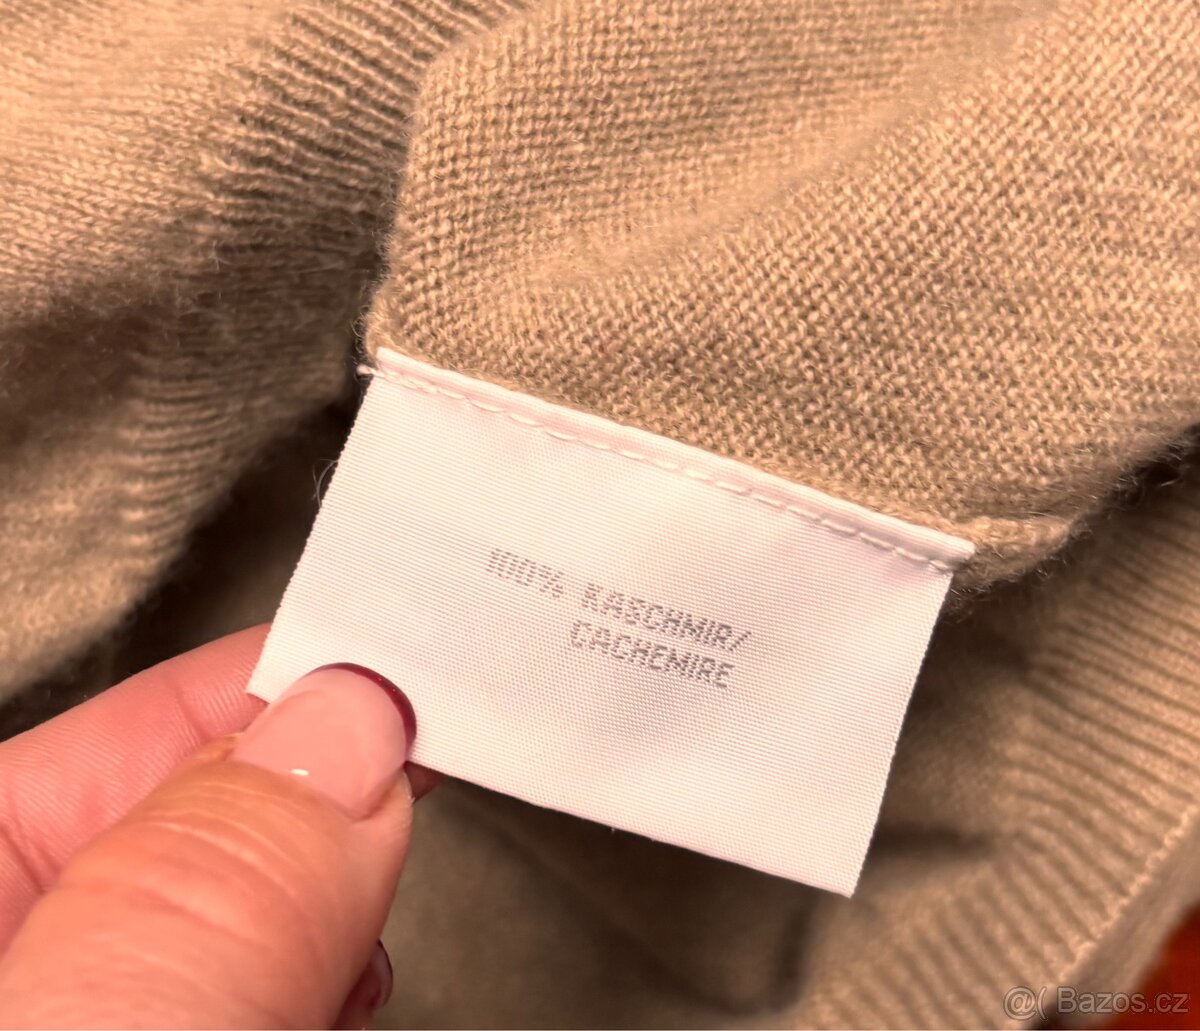 100% KASCHMIR/
CACHEMIRE
@( Bazos.cz